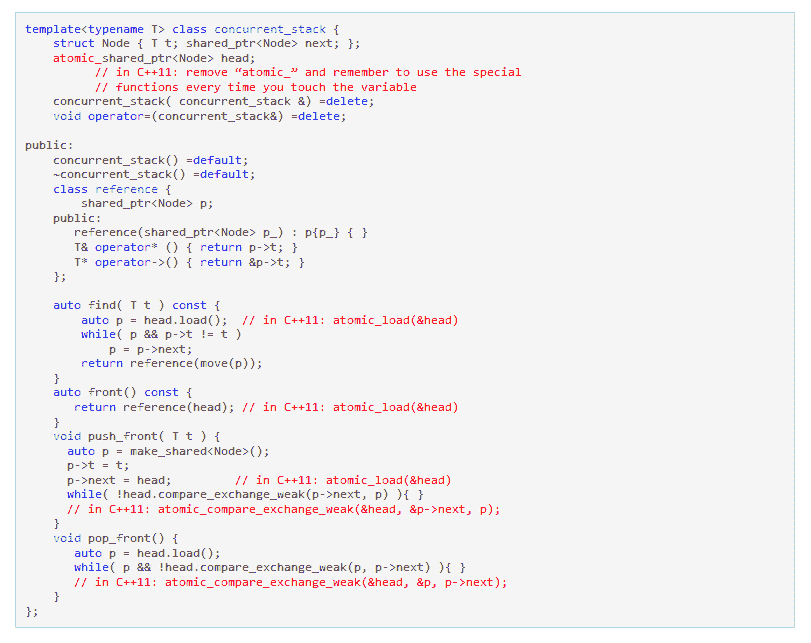 template<typename T> class concurrent_stack {
    struct Node { T t; shared_ptr<Node> next; };
    atomic_shared_ptr<Node> head;
          // in C++11: remove “atomic_” and remember to use the special
          // functions every time you touch the variable
    concurrent_stack( concurrent_stack &) =delete;
    void operator=(concurrent_stack&) =delete;

public:
    concurrent_stack() =default;
    ~concurrent_stack() =default;
    class reference {
        shared_ptr<Node> p;
    public:
       reference(shared_ptr<Node> p_) : p{p_} { }
       T& operator* () { return p->t; }
       T* operator->() { return &p->t; }
    };

    auto find( T t ) const {
        auto p = head.load();  // in C++11: atomic_load(&head)
        while( p && p->t != t )
            p = p->next;
        return reference(move(p));
    }
    auto front() const {
       return reference(head); // in C++11: atomic_load(&head)
    }
    void push_front( T t ) {
      auto p = make_shared<Node>();
      p->t = t;
      p->next = head;         // in C++11: atomic_load(&head)
      while( !head.compare_exchange_weak(p->next, p) ){ }
      // in C++11: atomic_compare_exchange_weak(&head, &p->next, p);
    }
    void pop_front() {
       auto p = head.load();
       while( p && !head.compare_exchange_weak(p, p->next) ){ }
       // in C++11: atomic_compare_exchange_weak(&head, &p, p->next);
    }
};